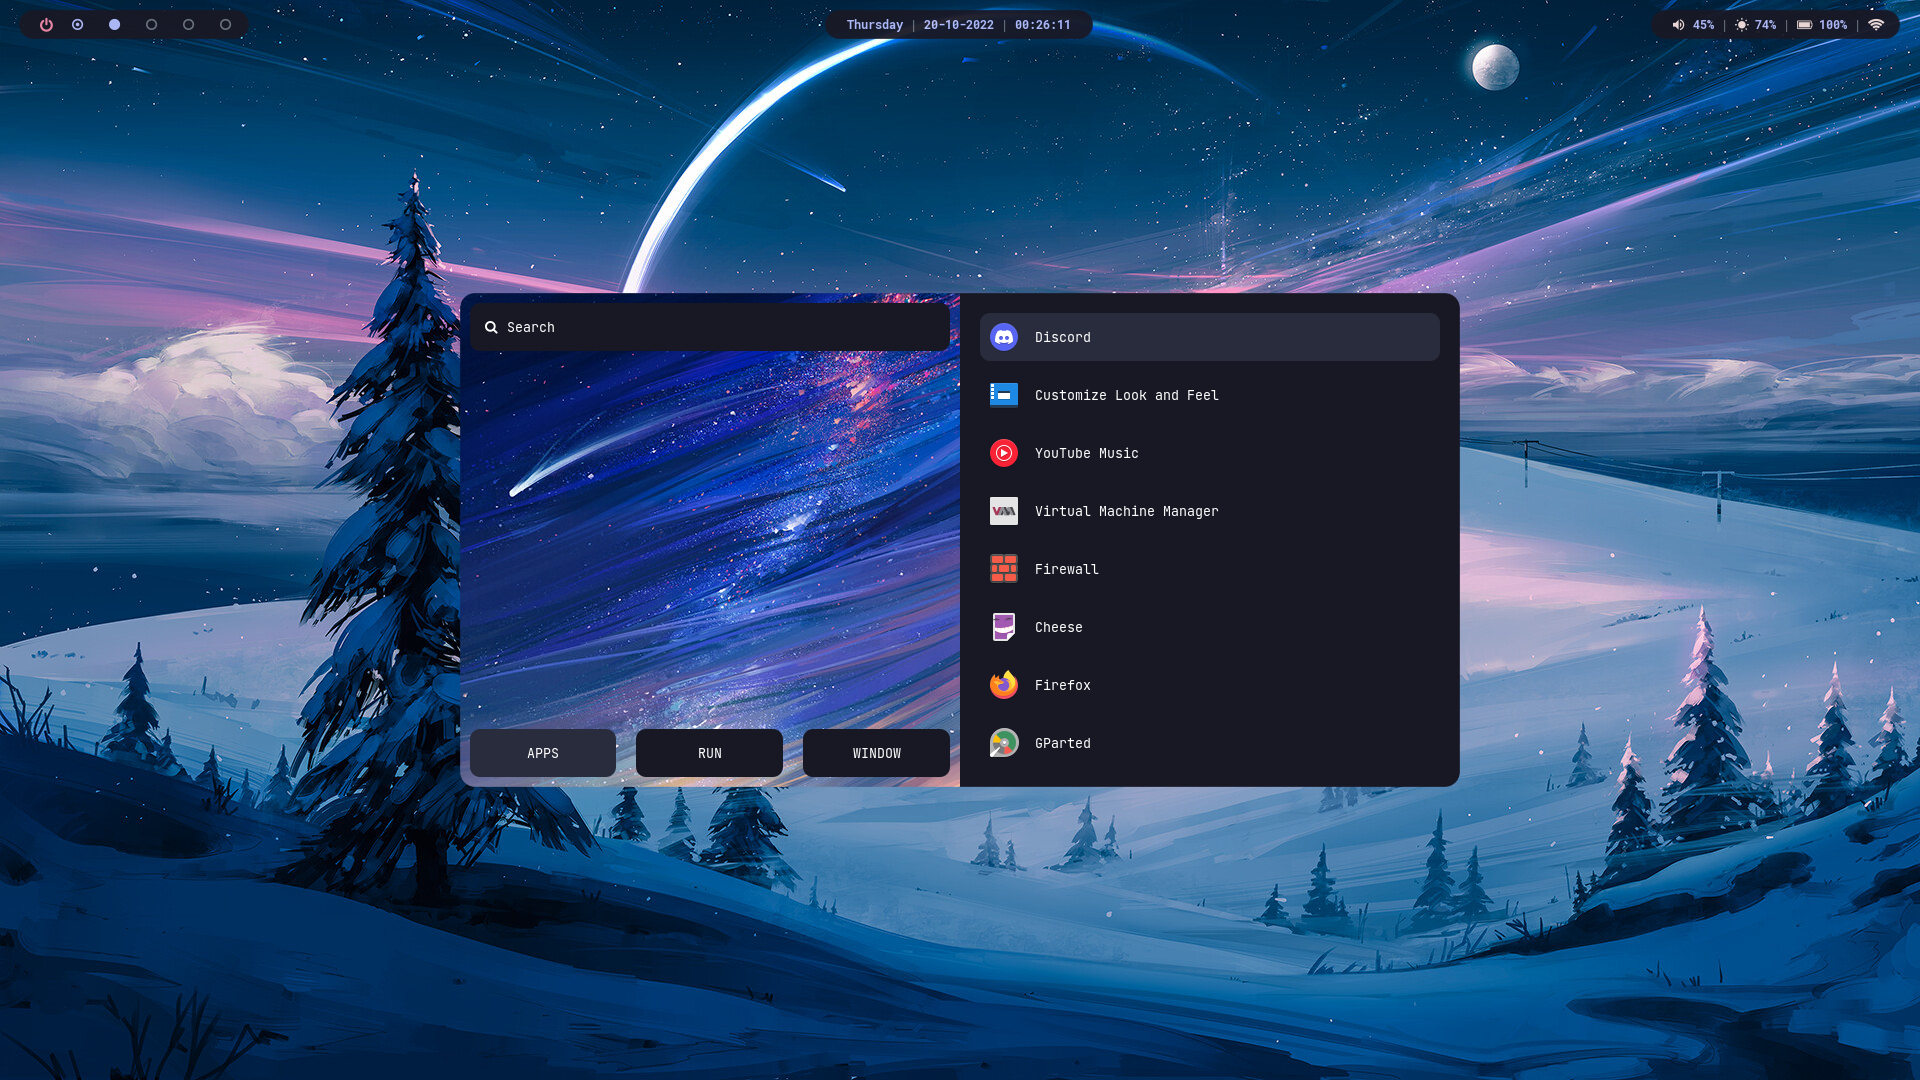 Thursday | 20-10-2022 | 00:26:11
45% | 74% | 100% |
Search
APPS
RUN
WINDOW
Discord
Customize Look and Feel
YouTube Music
Virtual Machine Manager
Firewall
Cheese
Firefox
GParted